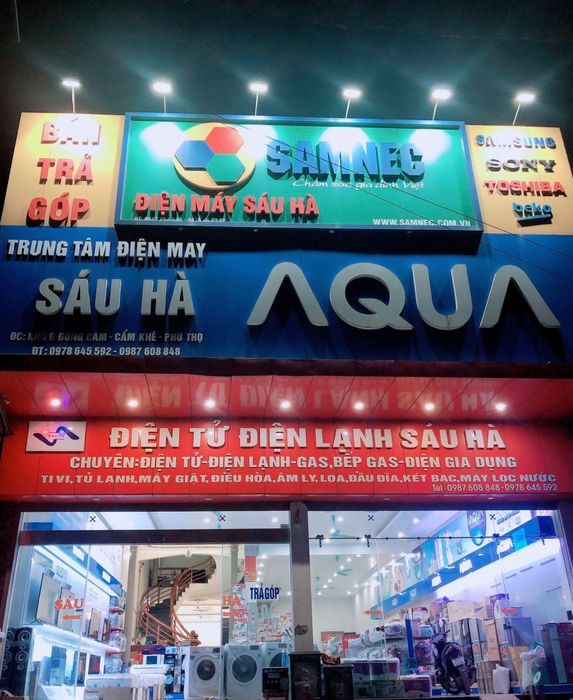 BÁN
TRẢ
GÓP
SAMNEC
Chăm sóc gia đình Việt
ĐIỆN MÁY SÁU HÀ
WWW.SAMNEC.COM.VN
SAMSUNG
SONY
TOSHIBA
beko
TRUNG TÂM ĐIỆN MAY
SÁU HÀ
AQUA
ĐC: KHU 6 ĐỒNG CAM - CẨM KHÊ - PHÚ THỌ
ĐT: 0978 645 592 - 0987 608 848
ĐIỆN TỬ ĐIỆN LẠNH SÁU HÀ
CHUYÊN:ĐIỆN TỬ-ĐIỆN LẠNH-GAS,BẾP GAS-ĐIỆN GIA DỤNG
TI VI,TỦ LẠNH,MÁY GIẶT,ĐIỀU HÒA,ÂM LY,LOA,ĐẦU ĐĨA,KÉT BẠC,MÁY LỌC NƯỚC
Tel:0987 608 848-0978 645 592
SÁU
HÀ
TRẢ GÓP